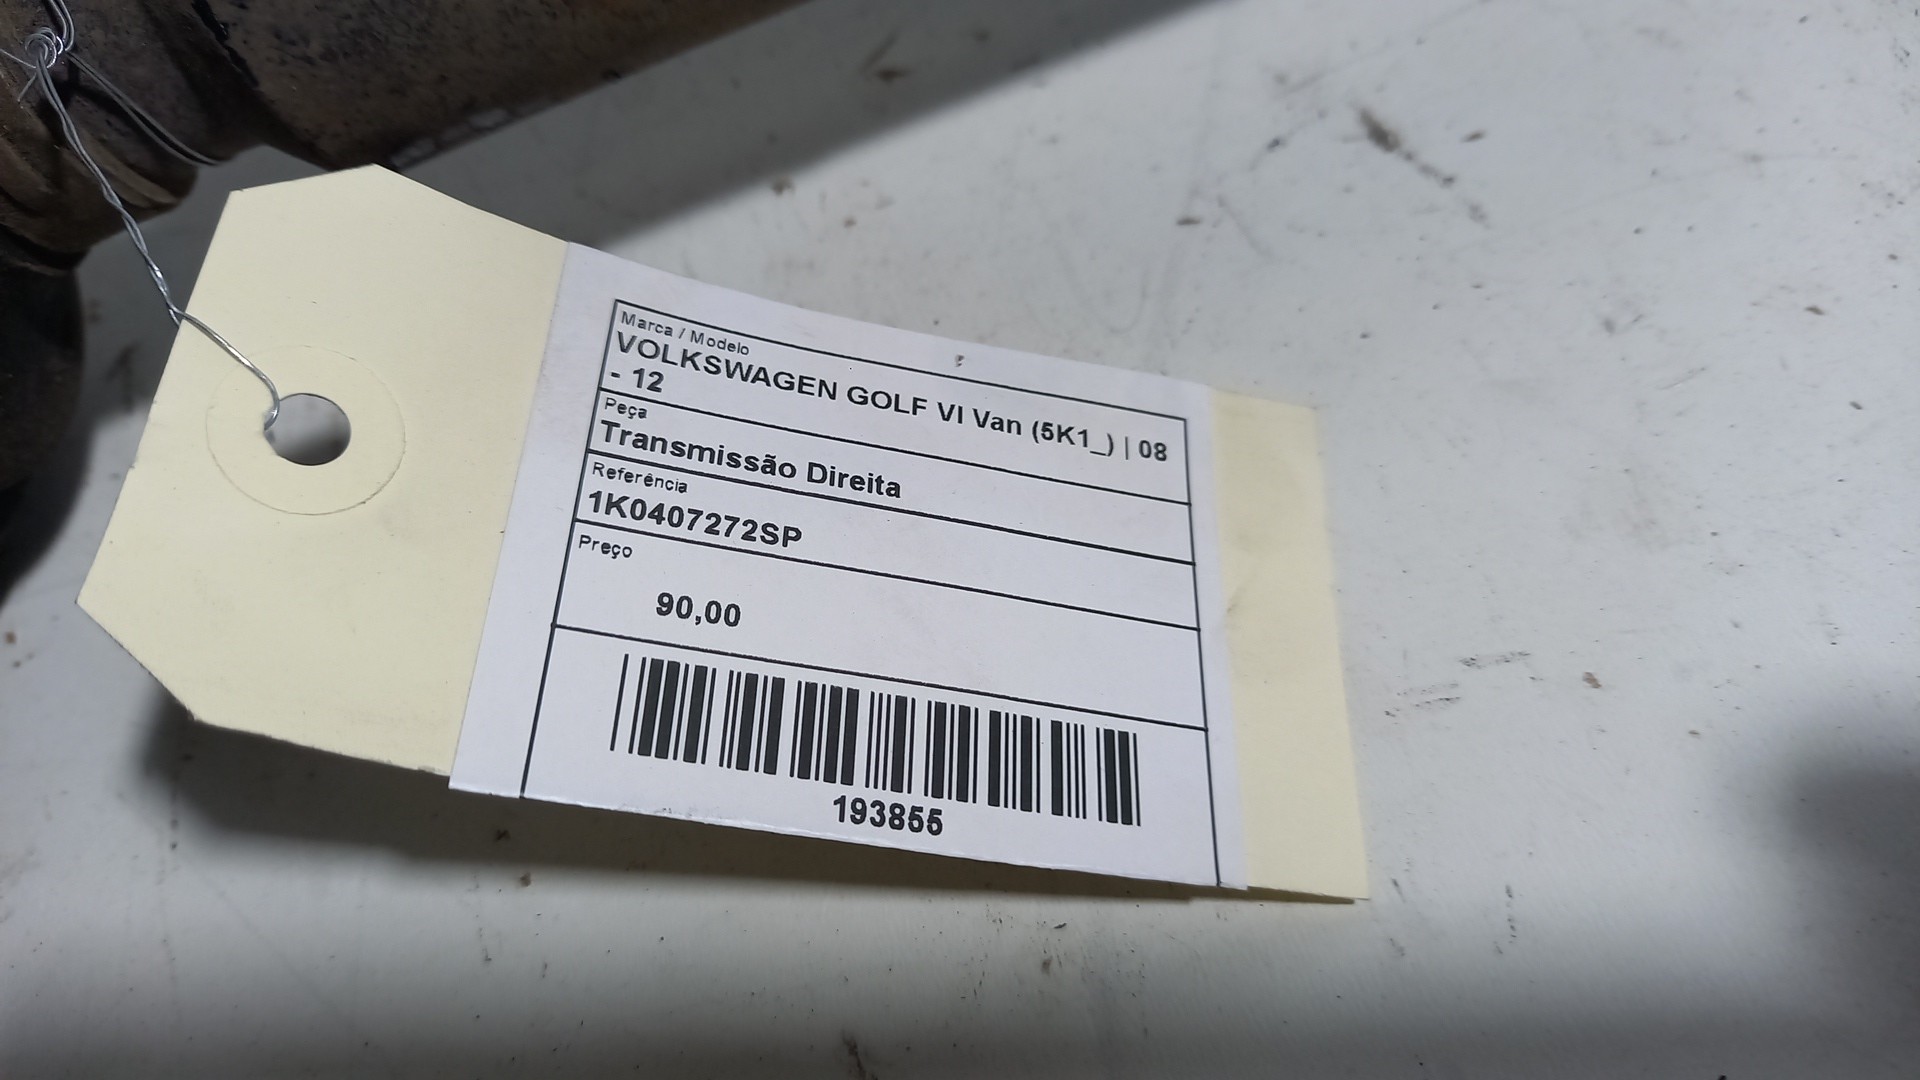 Marca / Modelo
VOLKSWAGEN GOLF VI Van (5K1_) | 08
- 12
Peça
Transmissão Direita
Referência
1K0407272SP
Preço
90,00
193855